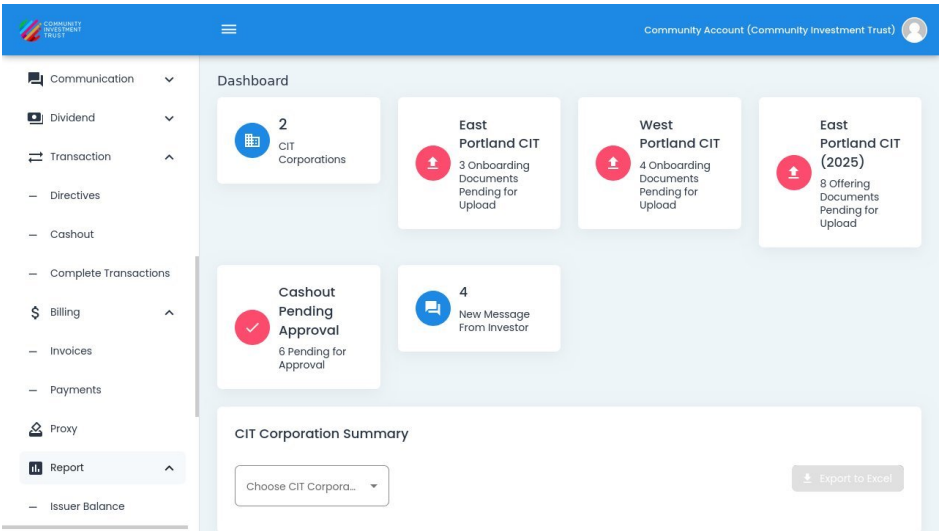 COMMUNITY
INVESTMENT
TRUST
Community Account (Community Investment Trust)
Communication
Dividend
Transaction
Directives
Cashout
Complete Transactions
Billing
Invoices
Payments
Proxy
Report
Issuer Balance
Dashboard
2
CIT
Corporations
East
Portland CIT
3 Onboarding
Documents
Pending for
Upload
West
Portland CIT
4 Onboarding
Documents
Pending for
Upload
East
Portland CIT
(2025)
8 Offering
Documents
Pending for
Upload
Cashout
Pending
Approval
6 Pending for
Approval
4
New Message
From Investor
CIT Corporation Summary
Choose CIT Corpora...
Export to Excel